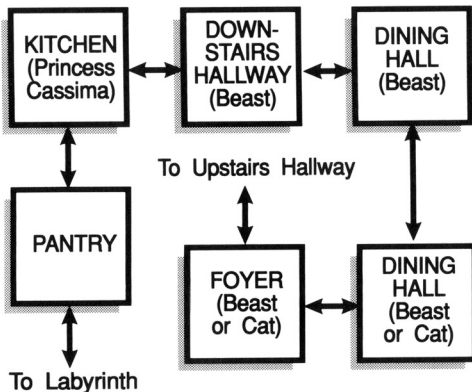 KITCHEN
(Princess
Cassima)
DOWN-
STAIRS
HALLWAY
(Beast)
DINING
HALL
(Beast)
To Upstairs Hallway
PANTRY
FOYER
(Beast
or Cat)
DINING
HALL
(Beast
or Cat)
To Labyrinth